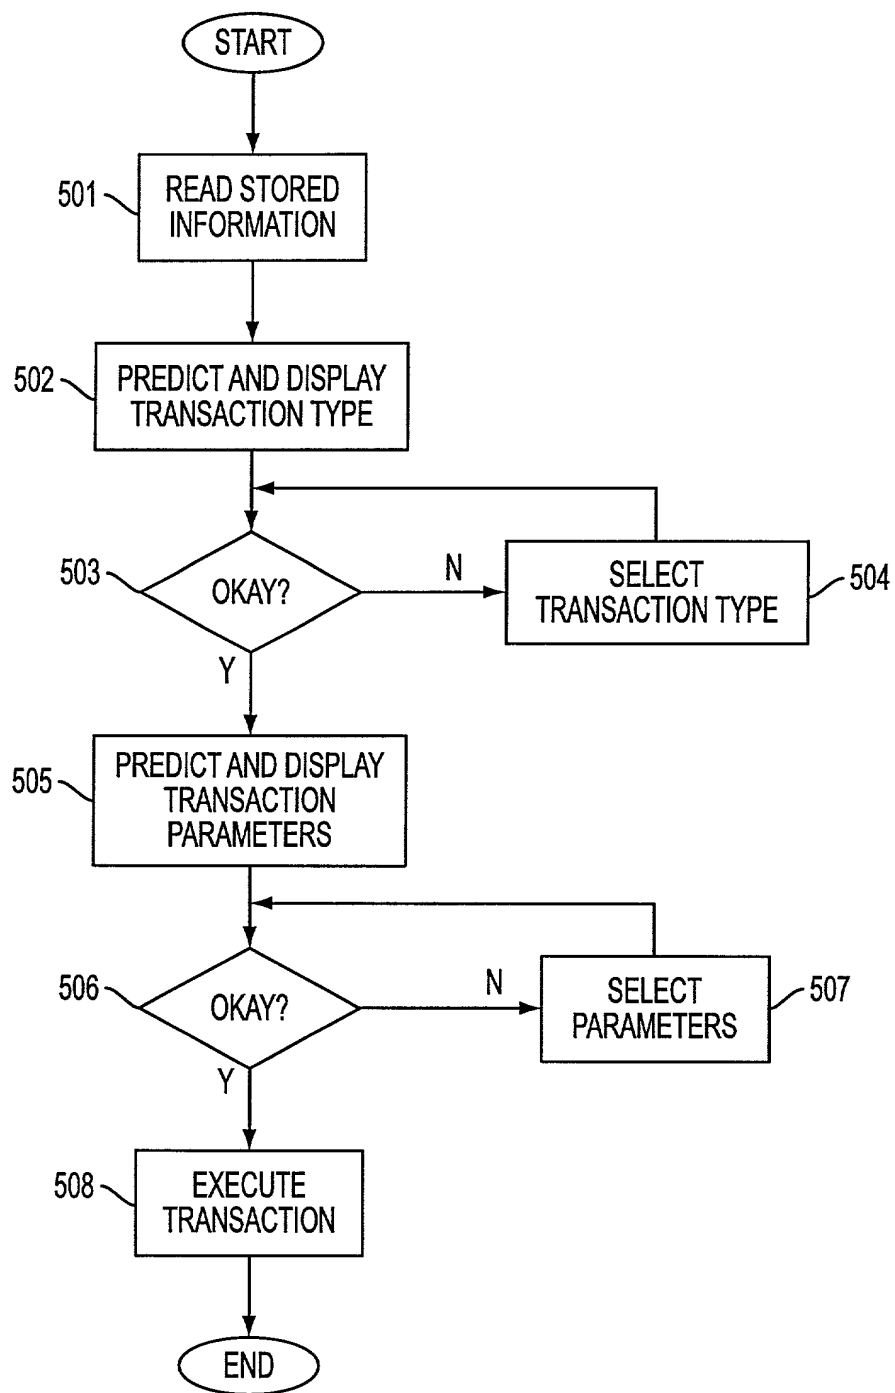 START
501
READ STORED
INFORMATION
502
PREDICT AND DISPLAY
TRANSACTION TYPE
503
OKAY?
N
SELECT
TRANSACTION TYPE
504
Y
505
PREDICT AND DISPLAY
TRANSACTION
PARAMETERS
506
OKAY?
N
SELECT
PARAMETERS
507
Y
508
EXECUTE
TRANSACTION
END